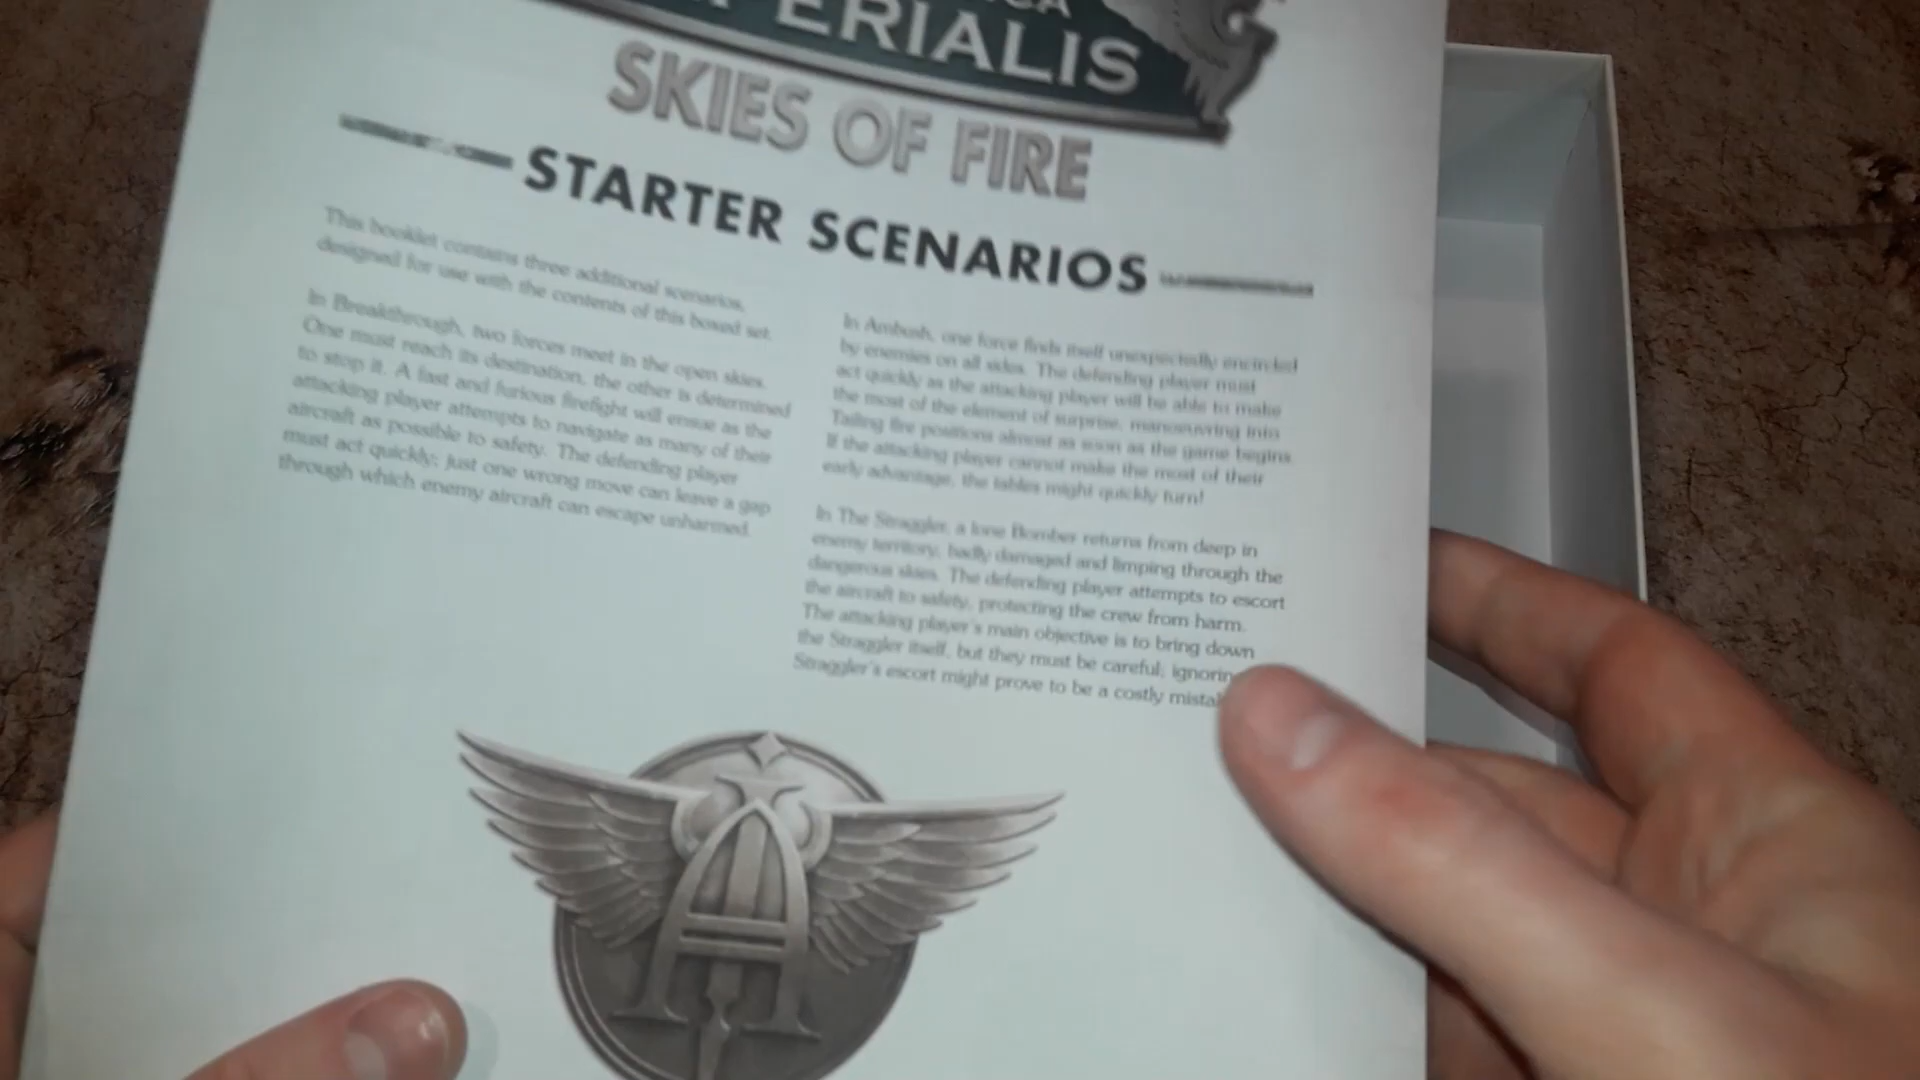 PERIALIS
SKIES OF FIRE
STARTER SCENARIOS
This booklet contains three additional scenarios,
designed for use with the contents of this boxed set.
In Breakthrough, two forces meet in the open skies.
One must reach its destination, the other is determined
to stop it. A fast and furious firefight will ensue as the
attacking player attempts to navigate as many of their
aircraft as possible to safety. The defending player
must act quickly; just one wrong move can leave a gap
through which enemy aircraft can escape unharmed.
In Ambush, one force finds itself unexpectedly encircled
by enemies on all sides. The defending player must
act quickly as the attacking player will be able to make
the most of the element of surprise, manoeuvring into
Tailing fire positions almost as soon as the game begins.
If the attacking player cannot make the most of their
early advantage, the tables might quickly turn!
In The Straggler, a lone Bomber returns from deep in
enemy territory, badly damaged and limping through the
dangerous skies. The defending player attempts to escort
the aircraft to safety, protecting the crew from harm.
The attacking player's main objective is to bring down
the Straggler itself, but they must be careful; ignorin
Straggler's escort might prove to be a costly mista